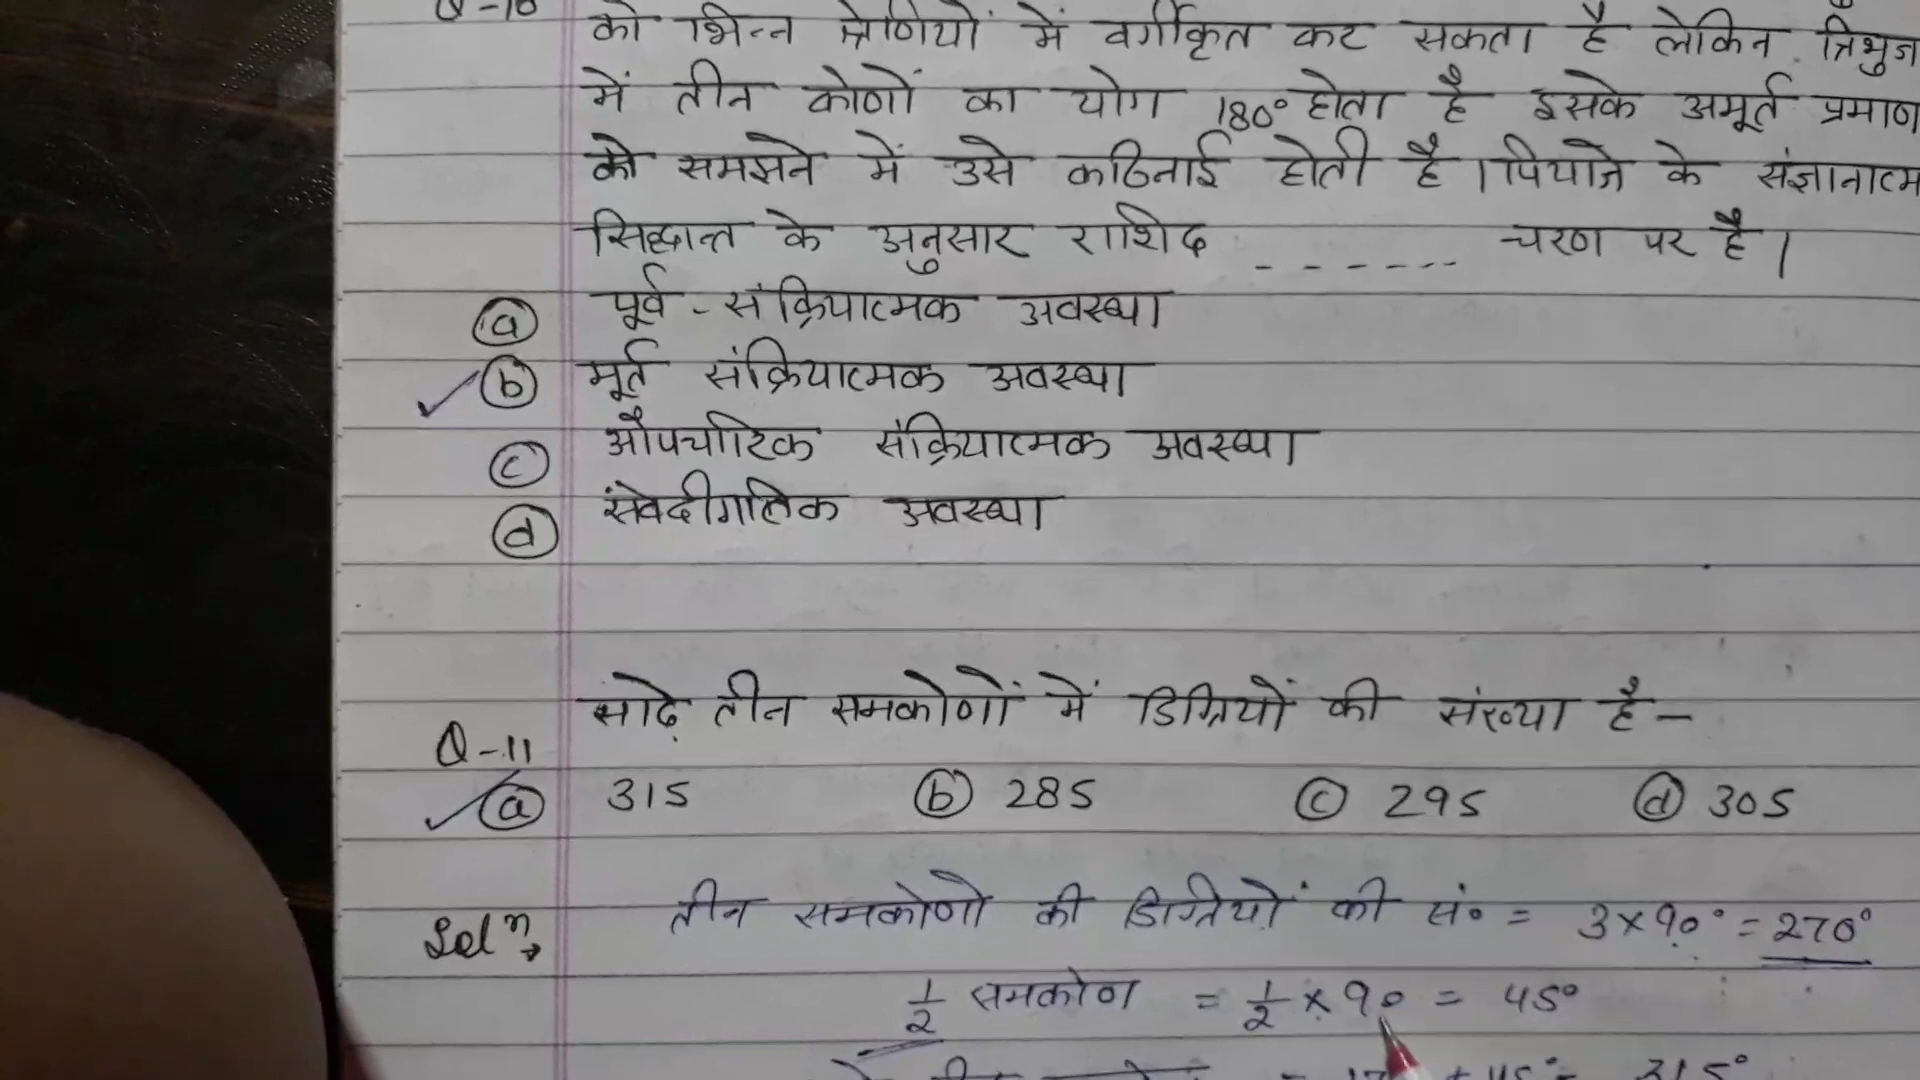 Q-10 को भिन्न श्रेणियों में वर्गीकृत कर सकता है लेकिन त्रिभुज
में तीन कोणों का योग 180° होता है इसके अमूर्त प्रमाण
को समझने में उसे कठिनाई होती है। पियाजे के संज्ञानात्म
सिद्धान्त के अनुसार राशिद ------- चरण पर है।
(a) पूर्व-संक्रियात्मक अवस्था
✓ (b) मूर्त संक्रियात्मक अवस्था
(c) औपचारिक संक्रियात्मक अवस्था
(d) संवेदीगतिक अवस्था
Q-11 साढ़े तीन समकोणों में डिग्रियों की संख्या है -
✓ (a) 315 (b) 285 (c) 295 (d) 305
Solⁿ→ तीन समकोणो की डिग्रियों की सं० = 3×90° = 270°
1/2 समकोण = 1/2 × 90 = 45°
+ 45° = 315°